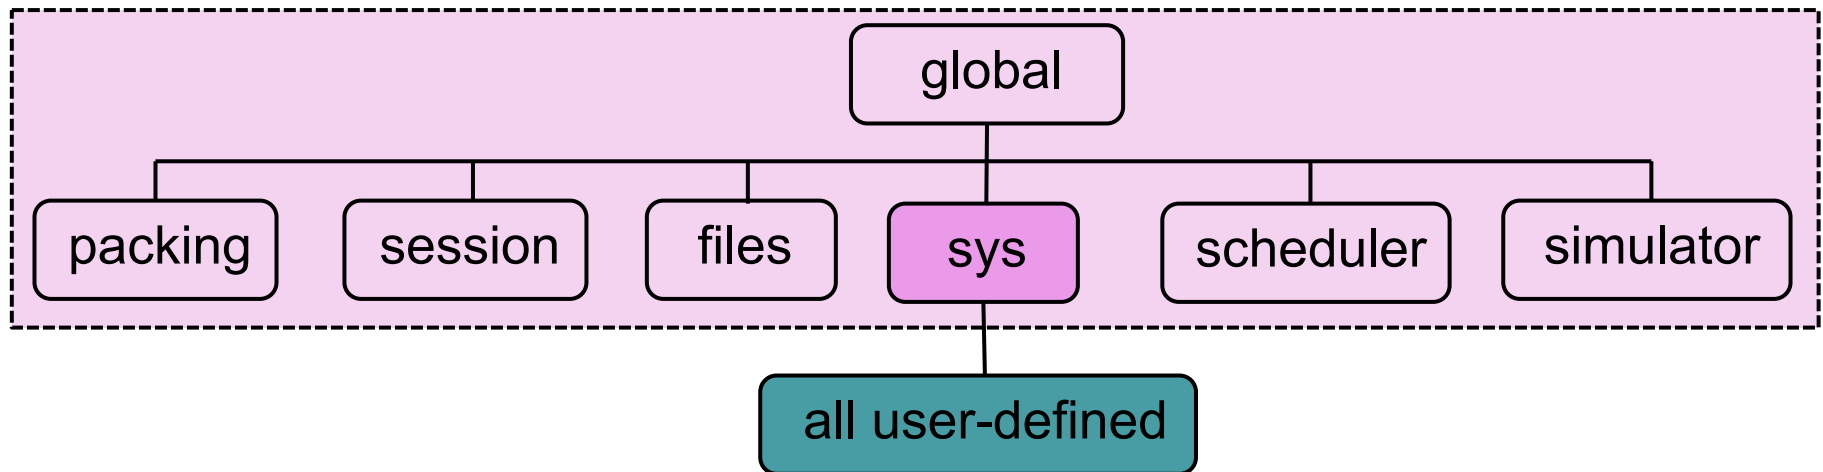 global
packing
session
files
sys
scheduler
simulator
all user-defined